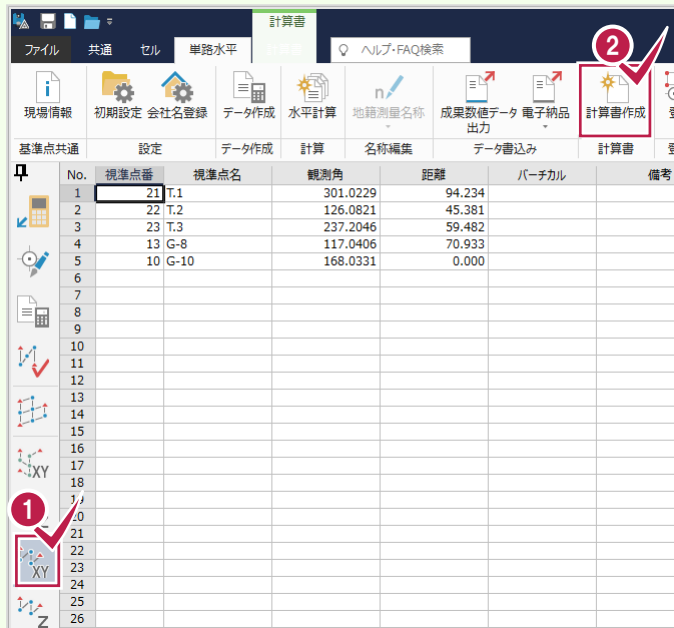 計算書
ファイル 共通 セル 単路水平 ヘルプ・FAQ検索
2
現場情報 初期設定 会社名登録 データ作成 水平計算 地籍測量名称 成果数値データ出力 電子納品 計算書作成
基準点共通 設定 データ作成 計算 名称編集 データ書込み 計算書
No. 視準点番 視準点名 観測角 距離 バーチカル 備考
1 21 T.1 301.0229 94.234
2 22 T.2 126.0821 45.381
3 23 T.3 237.2046 59.482
4 13 G-8 117.0406 70.933
5 10 G-10 168.0331 0.000
6
7
8
9
10
11
12
13
14
15
16
XY 17
18
19
1 20
21
22
XY 23
24
25
Z 26